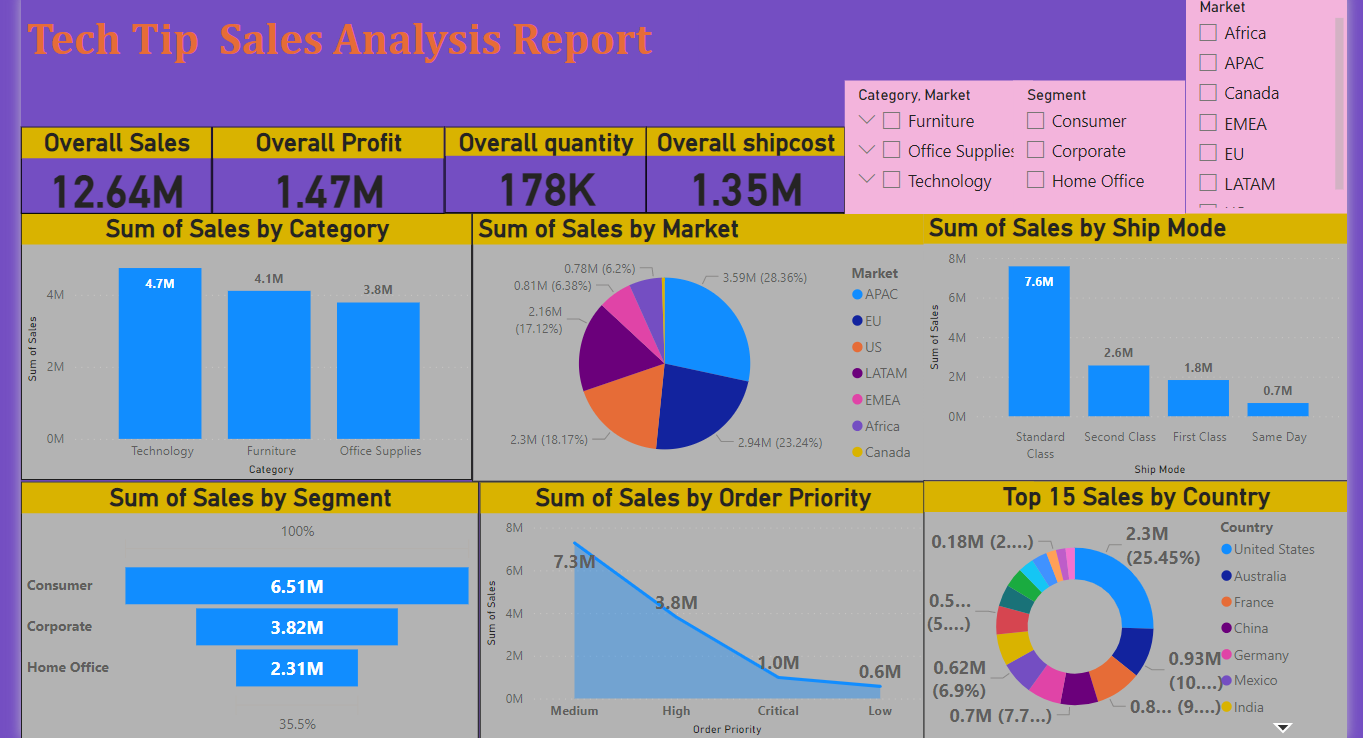 Tech Tip Sales Analysis Report
Market
Africa
APAC
Canada
EMEA
EU
LATAM
Category, Market
Furniture
Office Supplies
Technology
Segment
Consumer
Corporate
Home Office
Overall Sales
12.64M
Overall Profit
1.47M
Overall quantity
178K
Overall shipcost
1.35M
Sum of Sales by Category
Sum of Sales
4M
2M
0M
4.7M
4.1M
3.8M
Technology
Furniture
Office Supplies
Category
Sum of Sales by Market
0.78M (6.2%)
0.81M (6.38%)
2.16M
(17.12%)
2.3M (18.17%)
3.59M (28.36%)
2.94M (23.24%)
Market
APAC
EU
US
LATAM
EMEA
Africa
Canada
Sum of Sales by Ship Mode
Sum of Sales
8M
6M
4M
2M
0M
7.6M
2.6M
1.8M
0.7M
Standard
Class
Second Class
First Class
Same Day
Ship Mode
Sum of Sales by Segment
100%
Consumer
6.51M
Corporate
3.82M
Home Office
2.31M
35.5%
Sum of Sales by Order Priority
Sum of Sales
8M
6M
4M
2M
0M
7.3M
3.8M
1.0M
0.6M
Medium
High
Critical
Low
Order Priority
Top 15 Sales by Country
0.18M (2....)
2.3M
(25.45%)
0.5...
(5....)
0.93M
(10....)
0.62M
(6.9%)
0.8... (9....)
0.7M (7.7...)
Country
United States
Australia
France
China
Germany
Mexico
India